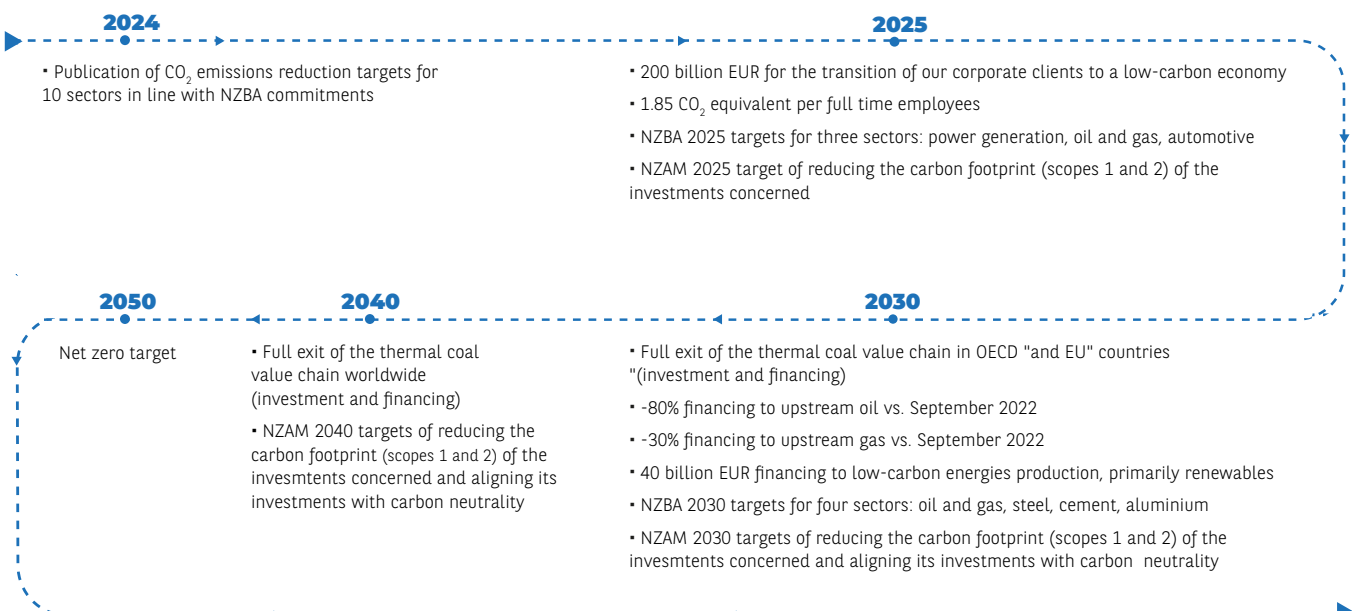 2024
• Publication of CO₂ emissions reduction targets for
10 sectors in line with NZBA commitments
2025
• 200 billion EUR for the transition of our corporate clients to a low-carbon economy
• 1.85 CO₂ equivalent per full time employees
• NZBA 2025 targets for three sectors: power generation, oil and gas, automotive
• NZAM 2025 target of reducing the carbon footprint (scopes 1 and 2) of the
investments concerned
2030
• Full exit of the thermal coal value chain in OECD "and EU" countries
"(investment and financing)
• -80% financing to upstream oil vs. September 2022
• -30% financing to upstream gas vs. September 2022
• 40 billion EUR financing to low-carbon energies production, primarily renewables
• NZBA 2030 targets for four sectors: oil and gas, steel, cement, aluminium
• NZAM 2030 targets of reducing the carbon footprint (scopes 1 and 2) of the
invesmtents concerned and aligning its investments with carbon neutrality
2040
• Full exit of the thermal coal
value chain worldwide
(investment and financing)
• NZAM 2040 targets of reducing the
carbon footprint (scopes 1 and 2) of the
invesmtents concerned and aligning its
investments with carbon neutrality
2050
Net zero target